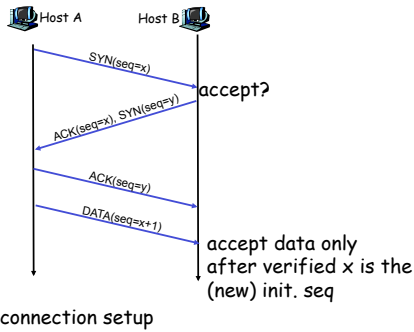 Host A
Host B
SYN(seq=x)
accept?
ACK(seq=x), SYN(seq=y)
ACK(seq=y)
DATA(seq=x+1)
accept data only
after verified x is the
(new) init. seq
connection setup